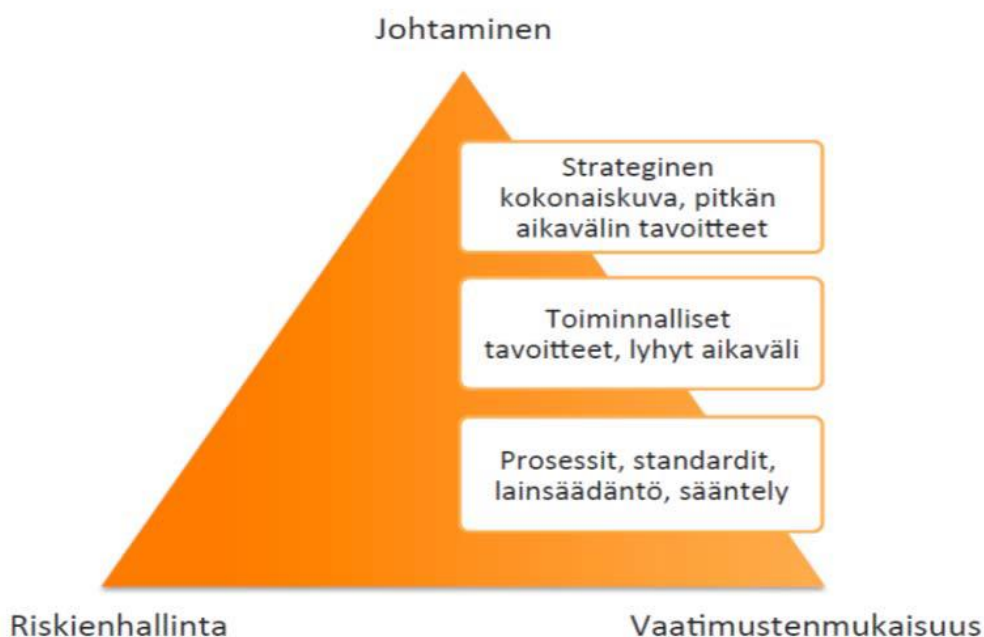 Johtaminen
Strateginen
kokonaiskuva, pitkän
aikavälin tavoitteet
Toiminnalliset
tavoitteet, lyhyt aikaväli
Prosessit, standardit,
lainsäädäntö, sääntely
Riskienhallinta
Vaatimustenmukaisuus